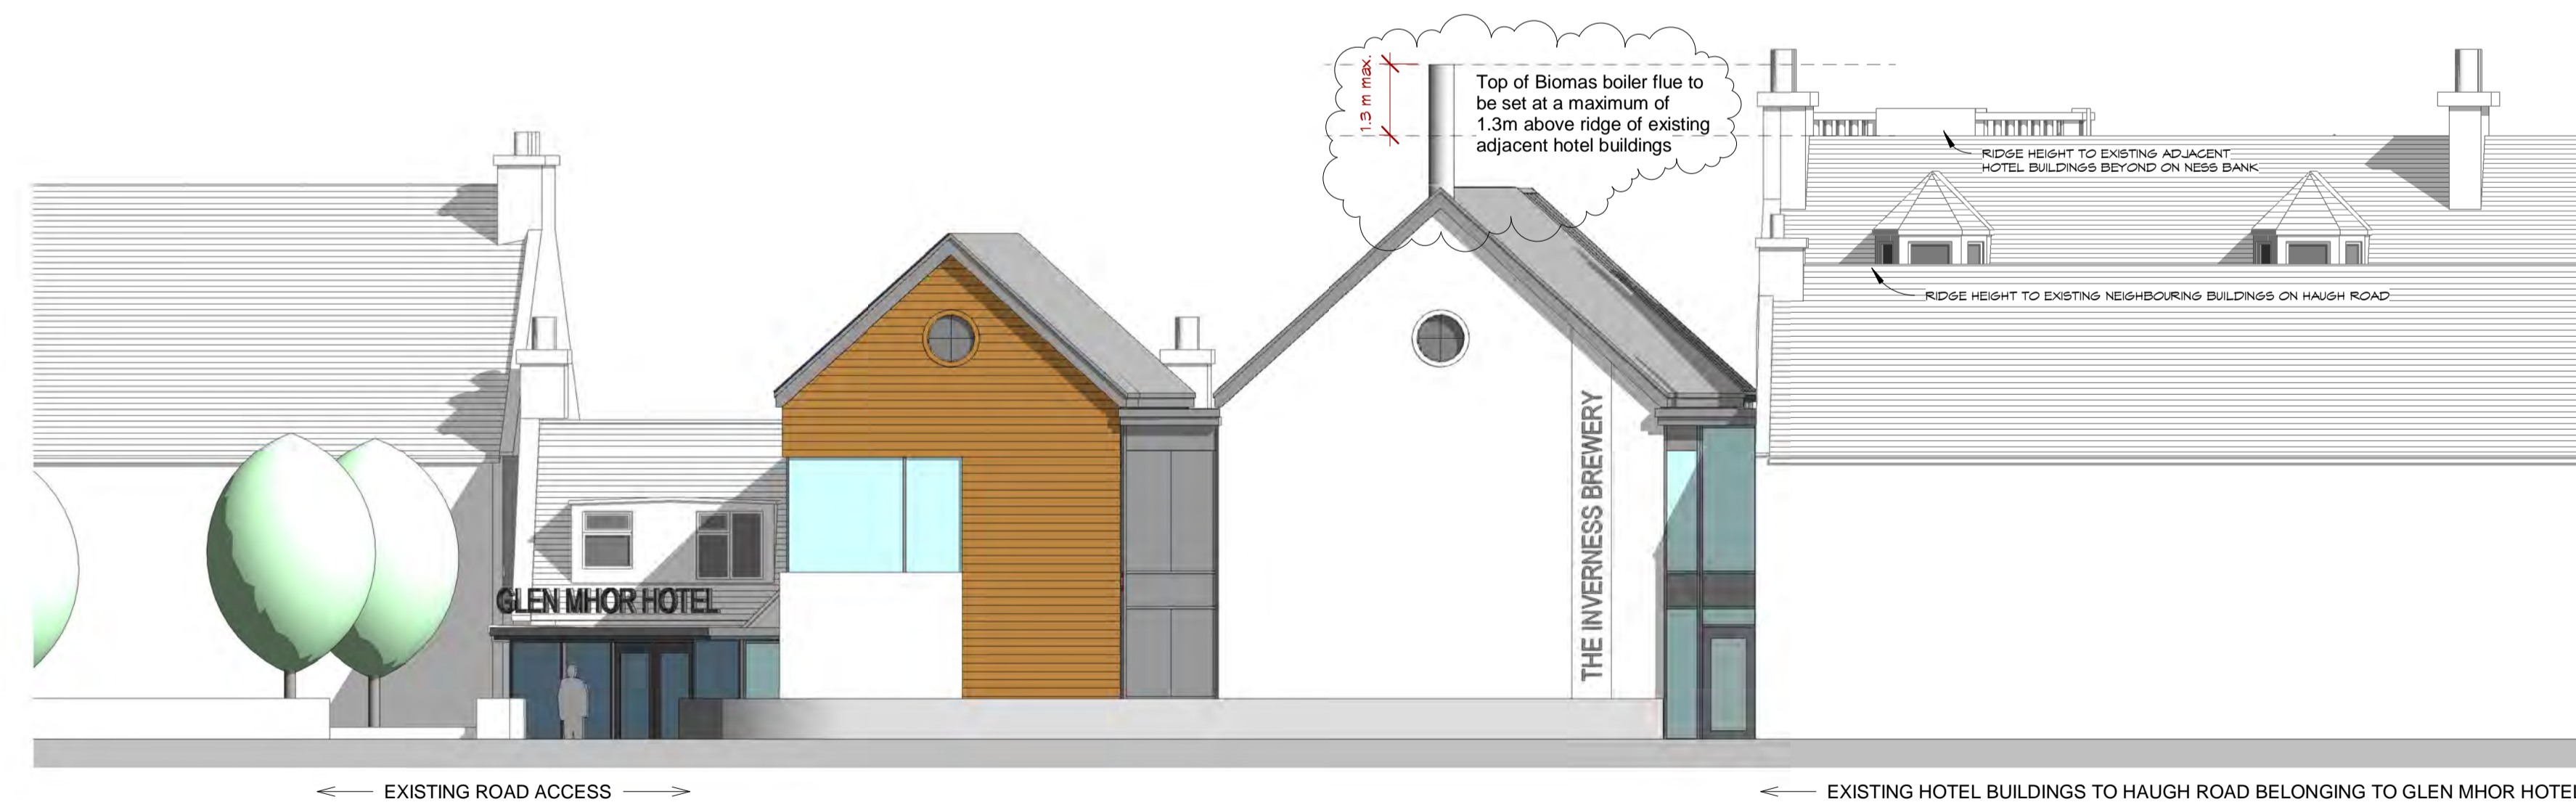 1.3 m max.
Top of Biomas boiler flue to
be set at a maximum of
1.3m above ridge of existing
adjacent hotel buildings
RIDGE HEIGHT TO EXISTING ADJACENT
HOTEL BUILDINGS BEYOND ON NESS BANK
RIDGE HEIGHT TO EXISTING NEIGHBOURING BUILDINGS ON HAUGH ROAD
GLEN MHOR HOTEL
THE INVERNESS BREWERY
EXISTING ROAD ACCESS
EXISTING HOTEL BUILDINGS TO HAUGH ROAD BELONGING TO GLEN MHOR HOTEL